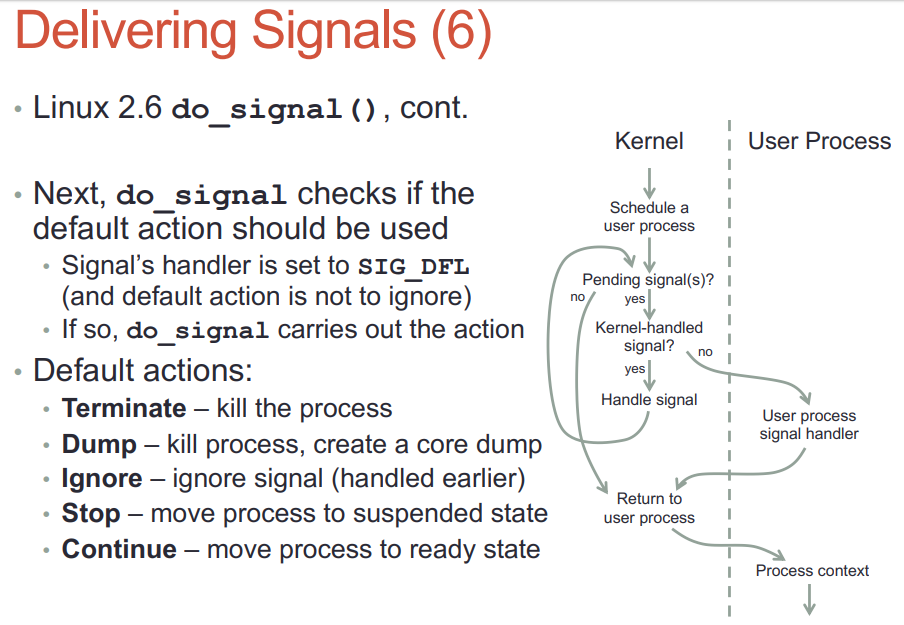 Delivering Signals (6)
• Linux 2.6 do_signal(), cont.
• Next, do_signal checks if the
default action should be used
• Signal's handler is set to SIG_DFL
(and default action is not to ignore)
• If so, do_signal carries out the action
• Default actions:
• Terminate – kill the process
• Dump – kill process, create a core dump
• Ignore – ignore signal (handled earlier)
• Stop – move process to suspended state
• Continue – move process to ready state
Kernel
User Process
Schedule a
user process
Pending signal(s)?
no
yes
Kernel-handled
signal?
no
yes
Handle signal
User process
signal handler
Return to
user process
Process context